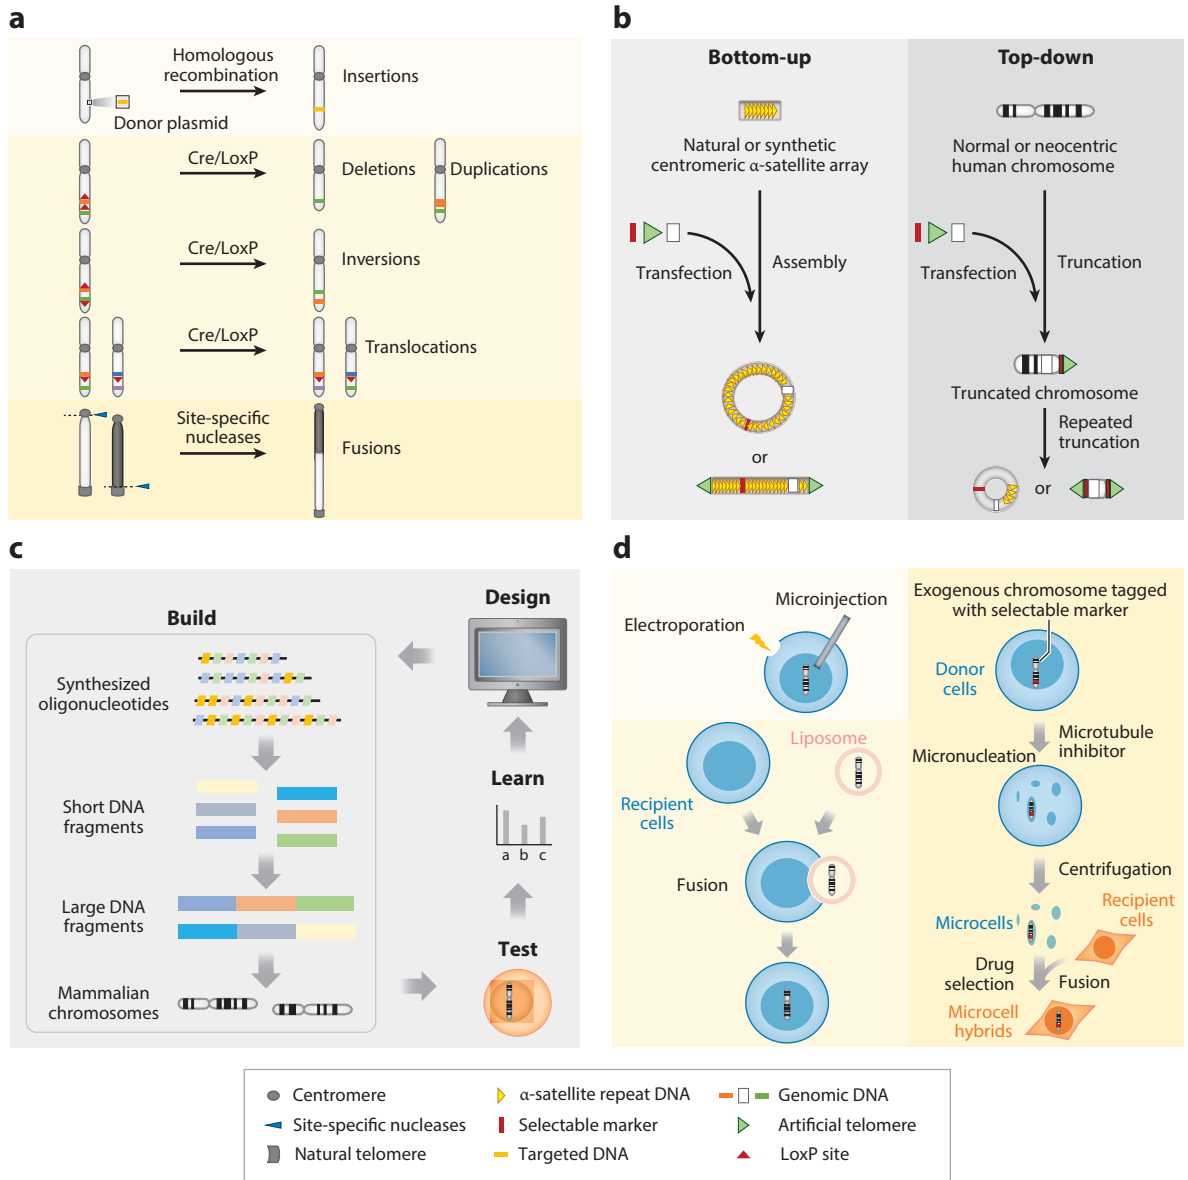 a
Homologous
recombination
Insertions
Donor plasmid
Cre/LoxP
Deletions
Duplications
Cre/LoxP
Inversions
Cre/LoxP
Translocations
Site-specific
nucleases
Fusions
b
Bottom-up
Natural or synthetic
centromeric α-satellite array
Transfection
Assembly
or
Top-down
Normal or neocentric
human chromosome
Transfection
Truncation
Truncated chromosome
Repeated
truncation
or
c
Build
Synthesized
oligonucleotides
Short DNA
fragments
Large DNA
fragments
Mammalian
chromosomes
Design
Learn
a b c
Test
d
Microinjection
Electroporation
Liposome
Recipient
cells
Fusion
Exogenous chromosome tagged
with selectable marker
Donor
cells
Microtubule
inhibitor
Micronucleation
Centrifugation
Microcells
Recipient
cells
Drug
selection
Fusion
Microcell
hybrids
Centromere
α-satellite repeat DNA
Genomic DNA
Site-specific nucleases
Selectable marker
Artificial telomere
Natural telomere
Targeted DNA
LoxP site